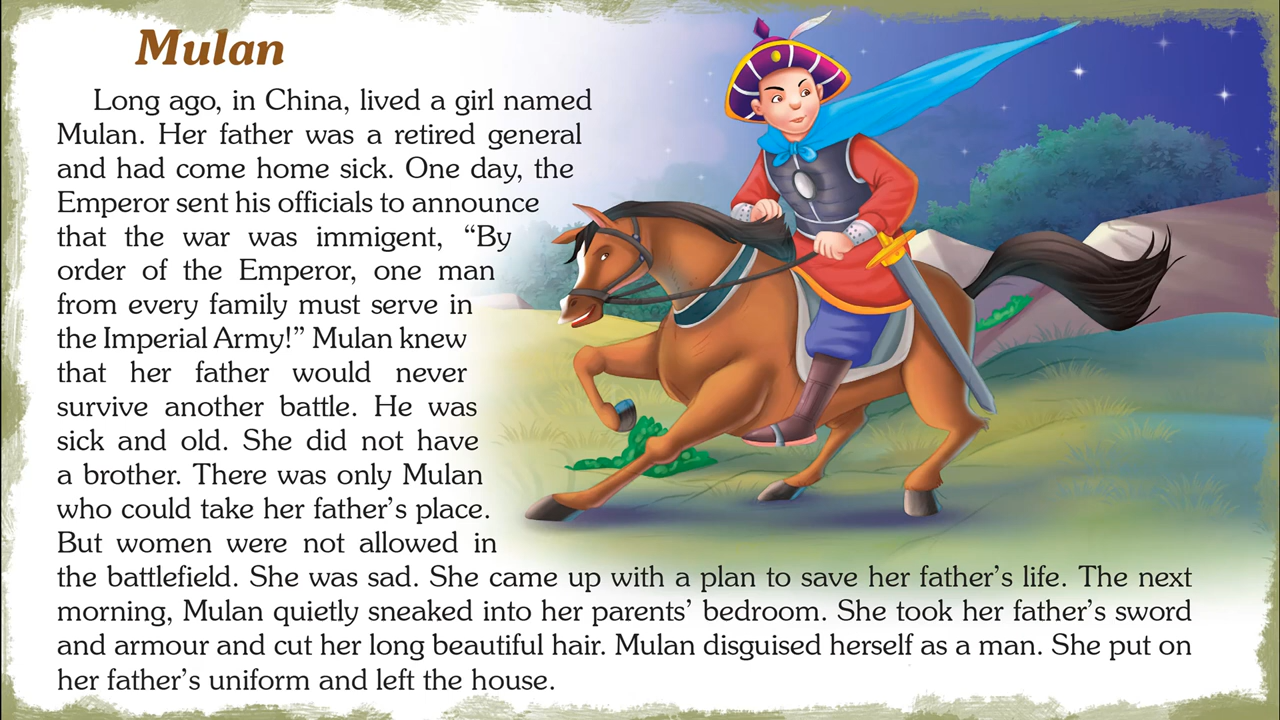 Mulan
Long ago, in China, lived a girl named
Mulan. Her father was a retired general
and had come home sick. One day, the
Emperor sent his officials to announce
that the war was immigent, “By
order of the Emperor, one man
from every family must serve in
the Imperial Army!” Mulan knew
that her father would never
survive another battle. He was
sick and old. She did not have
a brother. There was only Mulan
who could take her father’s place.
But women were not allowed in
the battlefield. She was sad. She came up with a plan to save her father’s life. The next
morning, Mulan quietly sneaked into her parents’ bedroom. She took her father’s sword
and armour and cut her long beautiful hair. Mulan disguised herself as a man. She put on
her father’s uniform and left the house.